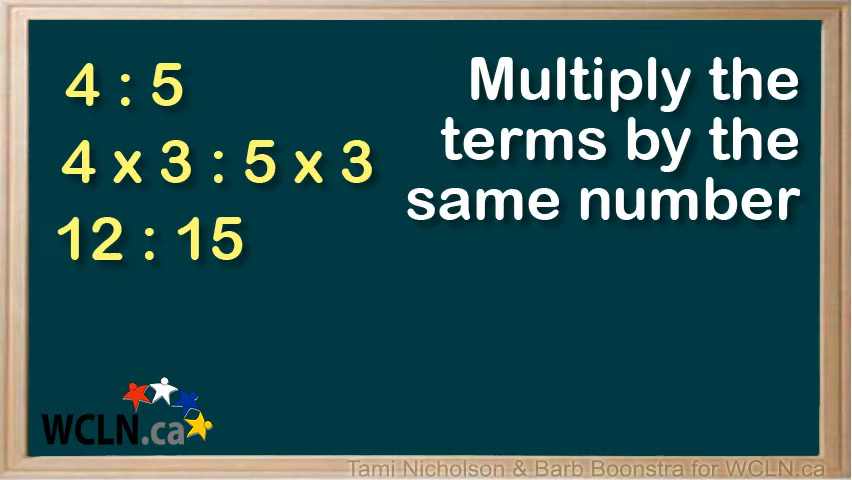 4 : 5
4 x 3 : 5 x 3
12 : 15
Multiply the
terms by the
same number
WCLN.ca
Tami Nicholson & Barb Boonstra for WCLN.ca